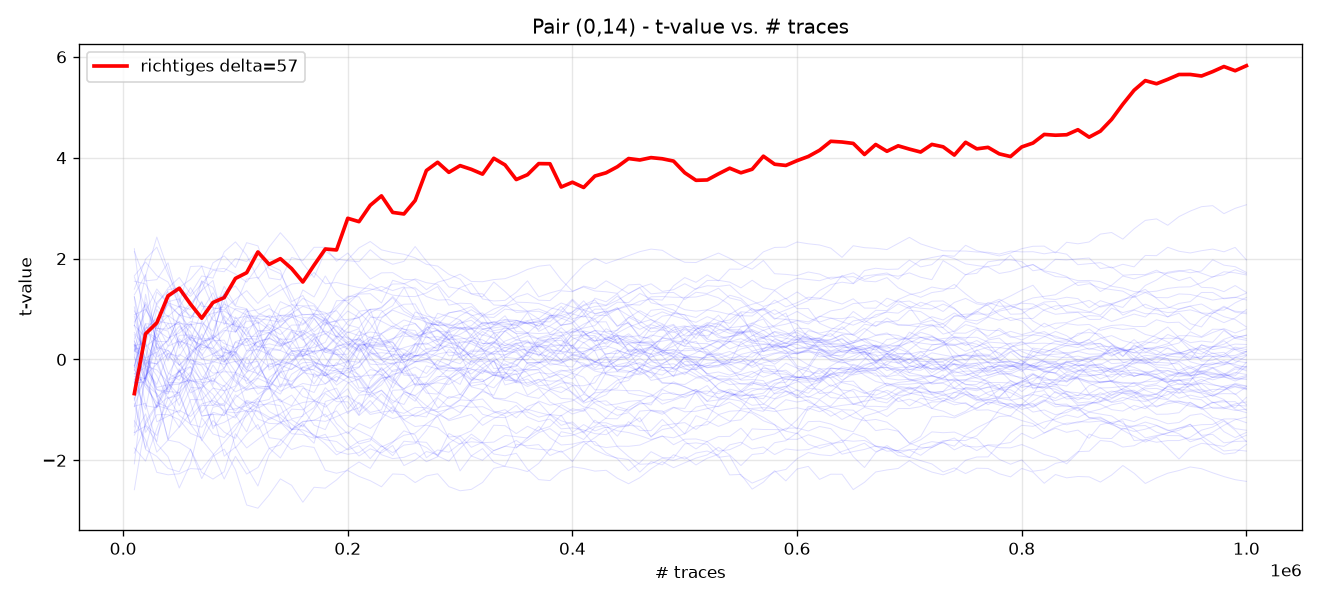 Pair (0,14) - t-value vs. # traces
richtiges delta=57
6
4
2
0
−2
t-value
0.0 0.2 0.4 0.6 0.8 1.0
1e6
# traces